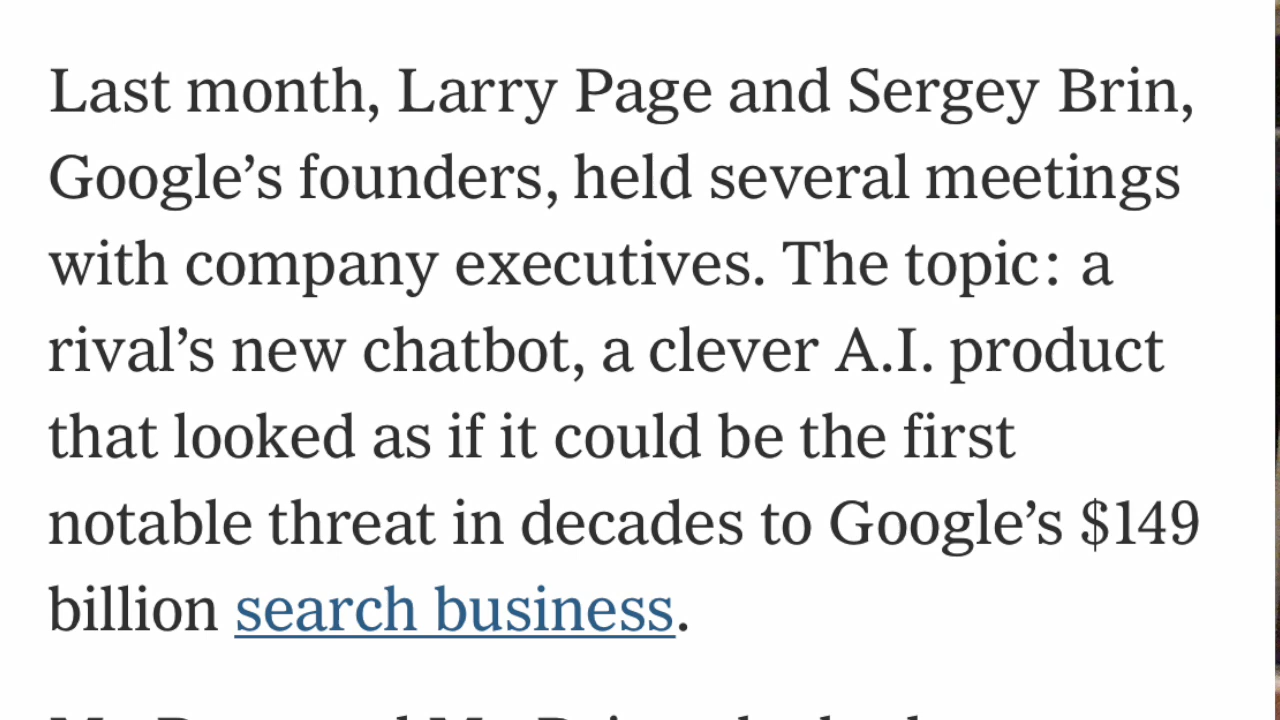 Last month, Larry Page and Sergey Brin,
Google’s founders, held several meetings
with company executives. The topic: a
rival’s new chatbot, a clever A.I. product
that looked as if it could be the first
notable threat in decades to Google’s $149
billion search business.